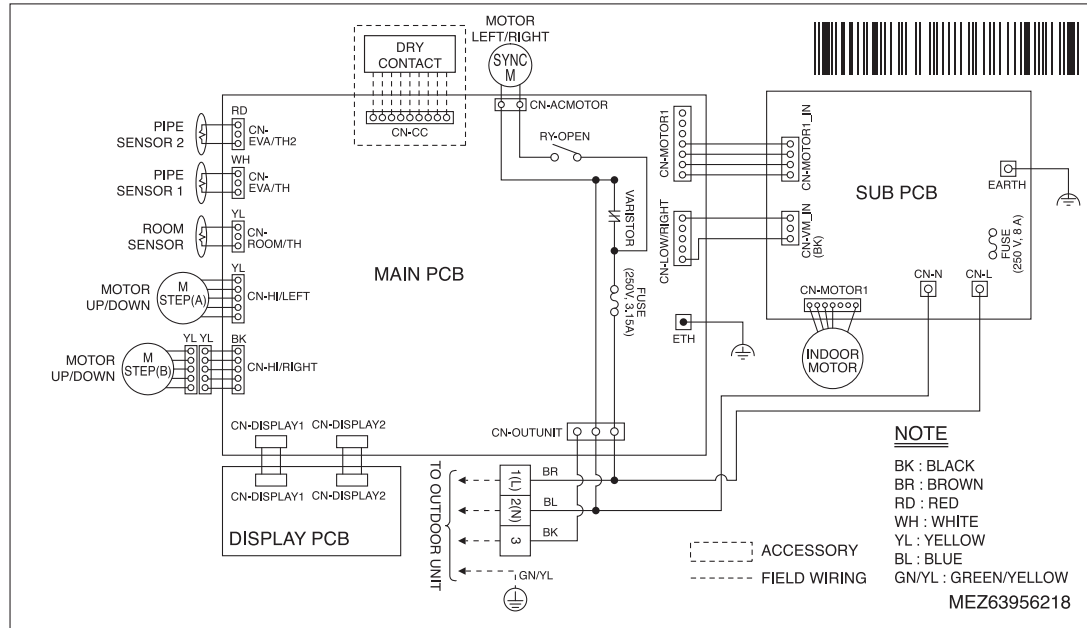 MOTOR
LEFT/RIGHT
DRY
CONTACT
SYNC
M
CN-ACMOTOR
CN-CC
RY-OPEN
RD
PIPE
SENSOR 2
CN-
EVA/TH2
WH
PIPE
SENSOR 1
CN-
EVA/TH
YL
ROOM
SENSOR
CN-
ROOM/TH
YL
MOTOR
UP/DOWN
M
STEP(A)
CN-HI/LEFT
YL YL
BK
MOTOR
UP/DOWN
M
STEP(B)
CN-HI/RIGHT
MAIN PCB
VARISTOR
FUSE
(250V, 3.15A)
CN-MOTOR1
CN-MOTOR1_IN
CN-LOW/RIGHT
CN-VM_IN
(BK)
ETH
SUB PCB
EARTH
FUSE
(250 V, 8 A)
CN-N
CN-L
CN-MOTOR1
INDOOR
MOTOR
CN-DISPLAY1
CN-DISPLAY2
CN-DISPLAY1
CN-DISPLAY2
DISPLAY PCB
CN-OUTUNIT
TO OUTDOOR
UNIT
1(L)
BR
2(N)
BL
3
BK
GN/YL
ACCESSORY
FIELD WIRING
NOTE
BK : BLACK
BR : BROWN
RD : RED
WH : WHITE
YL : YELLOW
BL : BLUE
GN/YL : GREEN/YELLOW
MEZ63956218